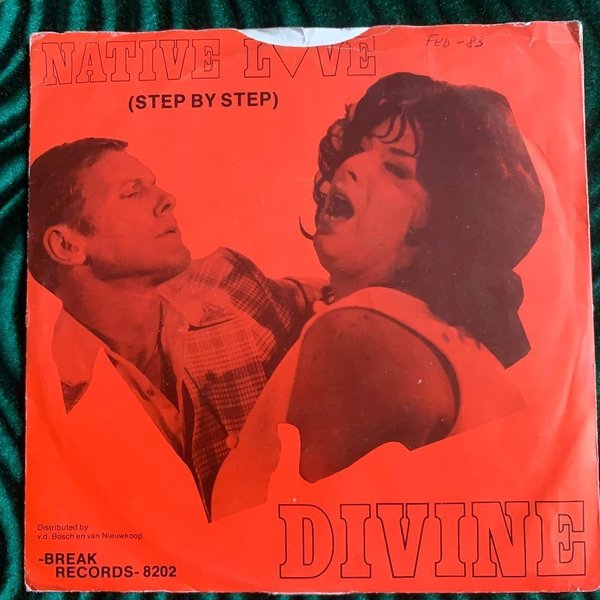 NATIVE LOVE
Feb - 83
(STEP BY STEP)
Distributed by
v.d. Bosch en van Nieuwkoop
-BREAK
RECORDS- 8202
DIVINE